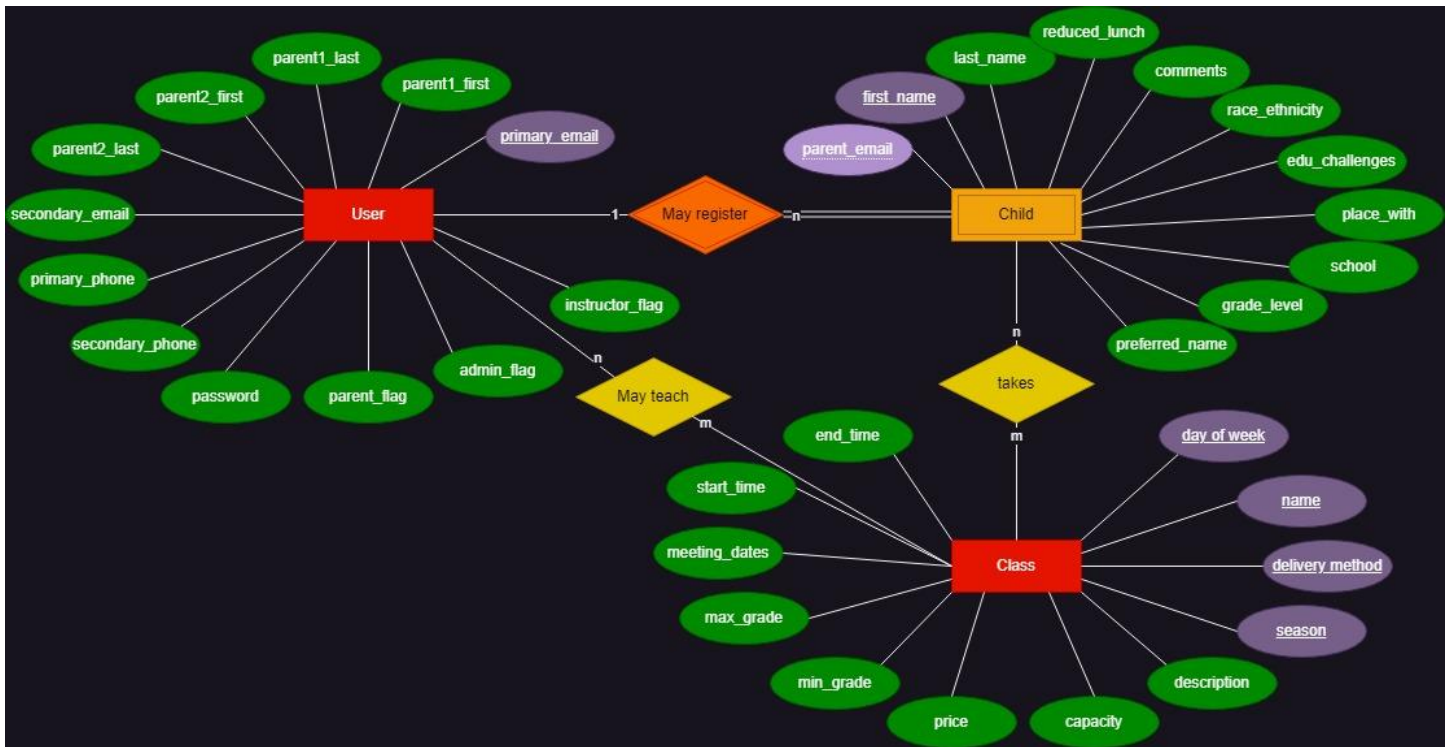 reduced_lunch
parent1_last
last_name
comments
parent1_first
parent2_first
first_name
race_ethnicity
primary_email
parent2_last
parent_email
edu_challenges
secondary_email
User
1
May register
n
Child
place_with
school
primary_phone
instructor_flag
grade_level
n
secondary_phone
preferred_name
n
admin_flag
takes
password
parent_flag
May teach
m
end_time
m
day of week
start_time
name
meeting_dates
Class
delivery method
max_grade
season
min_grade
description
price
capacity